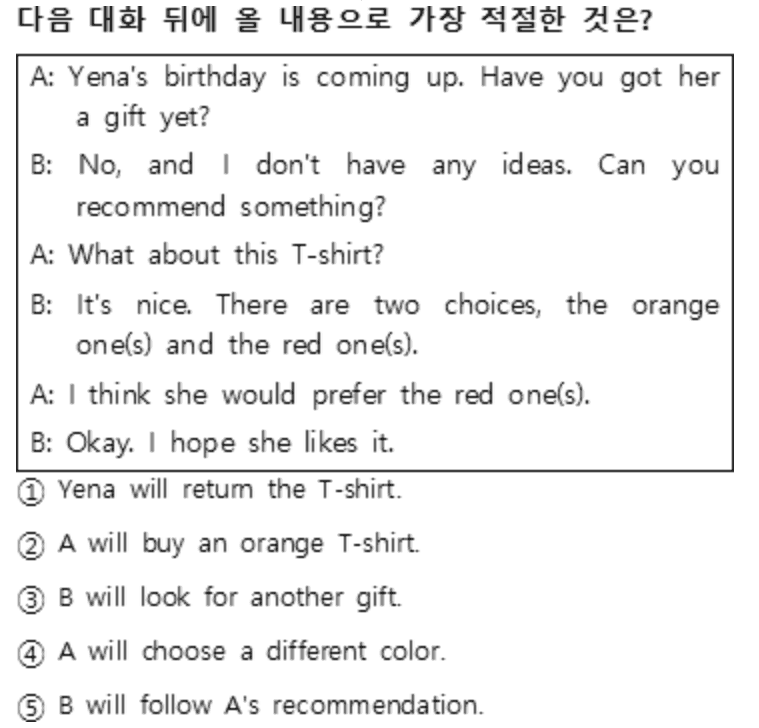 다음 대화 뒤에 올 내용으로 가장 적절한 것은?
A: Yena's birthday is coming up. Have you got her
a gift yet?
B: No, and I don't have any ideas. Can you
recommend something?
A: What about this T-shirt?
B: It's nice. There are two choices, the orange
one(s) and the red one(s).
A: I think she would prefer the red one(s).
B: Okay. I hope she likes it.
① Yena will return the T-shirt.
② A will buy an orange T-shirt.
③ B will look for another gift.
④ A will choose a different color.
⑤ B will follow A's recommendation.